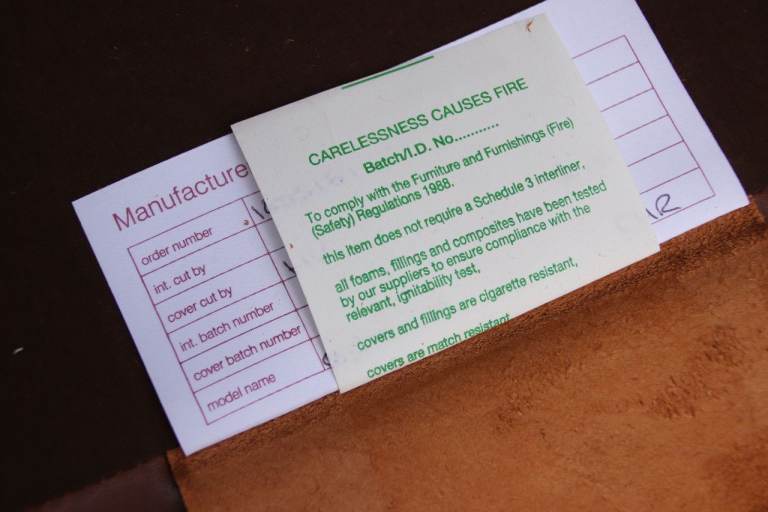 CARELESSNESS CAUSES FIRE
Batch/I.D. No...........
To comply with the Furniture and Furnishings (Fire)
(Safety) Regulations 1988.
this item does not require a Schedule 3 interliner,
all foams, fillings and composites have been tested
by our suppliers to ensure compliance with the
relevant, ignitability test,
covers and fillings are cigarette resistant,
covers are match resistant
Manufacture
order number
int. cut by
cover cut by
int. batch number
cover batch number
model name